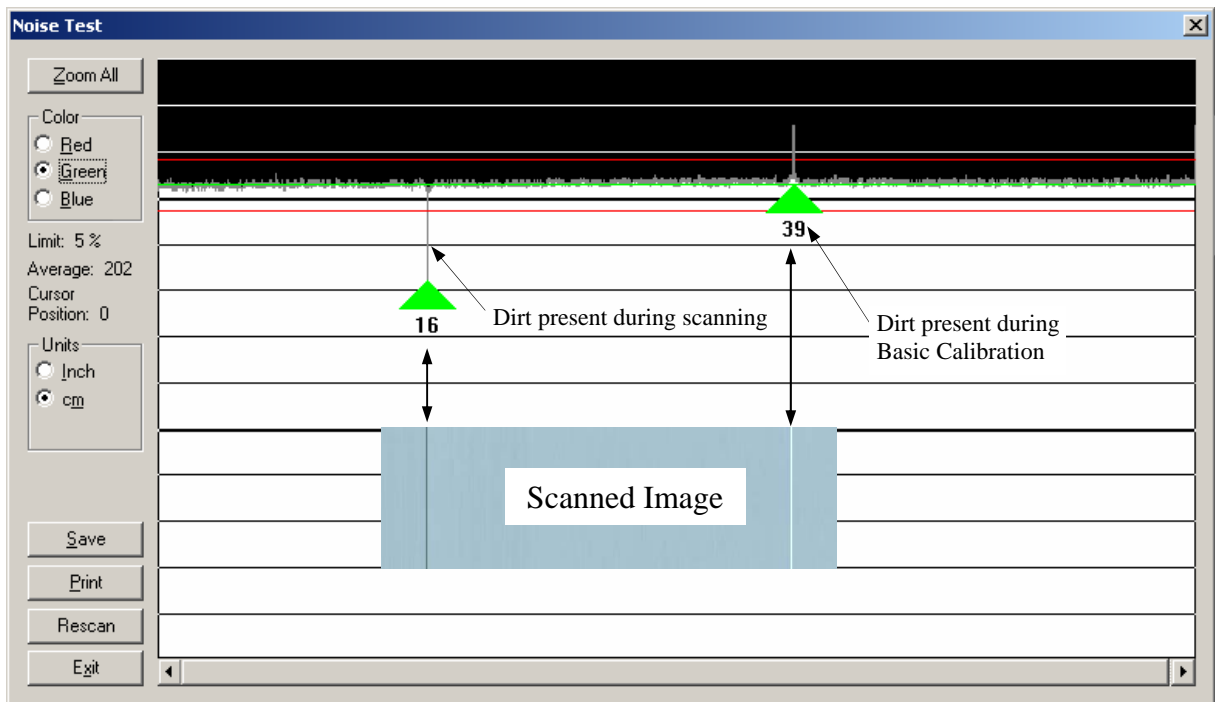 Noise Test
Zoom All
Color
Red
Green
Blue
Limit: 5 %
Average: 202
Cursor
Position: 0
Units
Inch
cm
Save
Print
Rescan
Exit
39
16
Dirt present during scanning
Dirt present during
Basic Calibration
Scanned Image